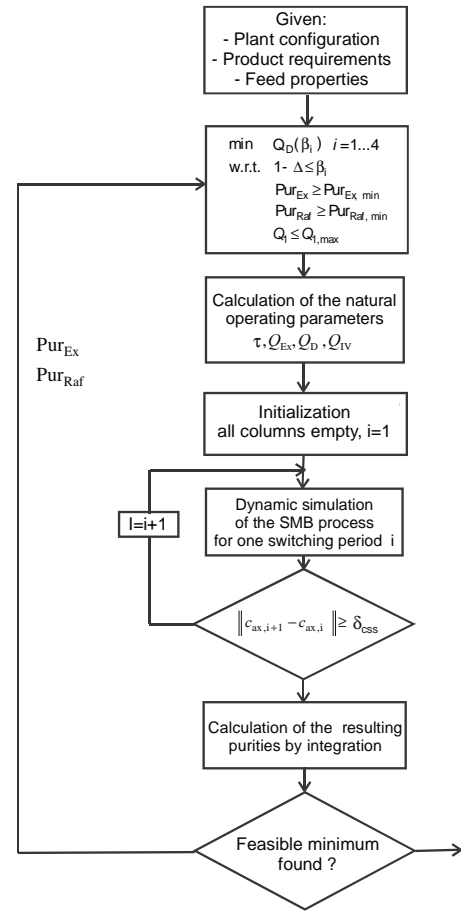 Given:
- Plant configuration
- Product requirements
- Feed properties
min Q_D(β_i) i=1...4
w.r.t. 1- Δ≤β_i
Pur_Ex ≥ Pur_Ex, min
Pur_Raf ≥ Pur_Raf, min
Q_1 ≤ Q_1,max
Calculation of the natural
operating parameters
τ, Q_Ex, Q_D, Q_IV
Pur_Ex
Pur_Raf
Initialization
all columns empty, i=1
I=i+1
Dynamic simulation
of the SMB process
for one switching period i
‖c_ax,i+1 − c_ax,i‖ ≥ δ_css
Calculation of the resulting
purities by integration
Feasible minimum
found ?